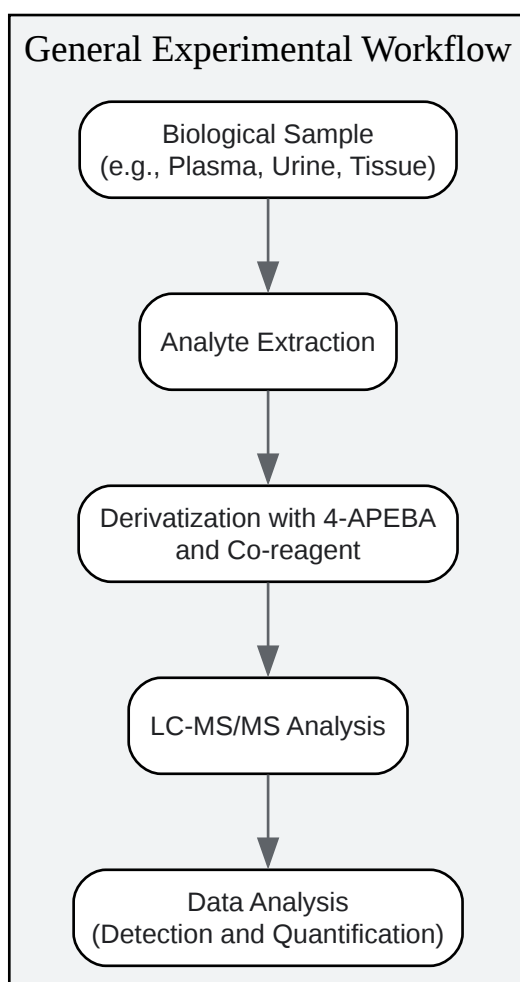 General Experimental Workflow
Biological Sample
(e.g., Plasma, Urine, Tissue)
Analyte Extraction
Derivatization with 4-APEBA
and Co-reagent
LC-MS/MS Analysis
Data Analysis
(Detection and Quantification)